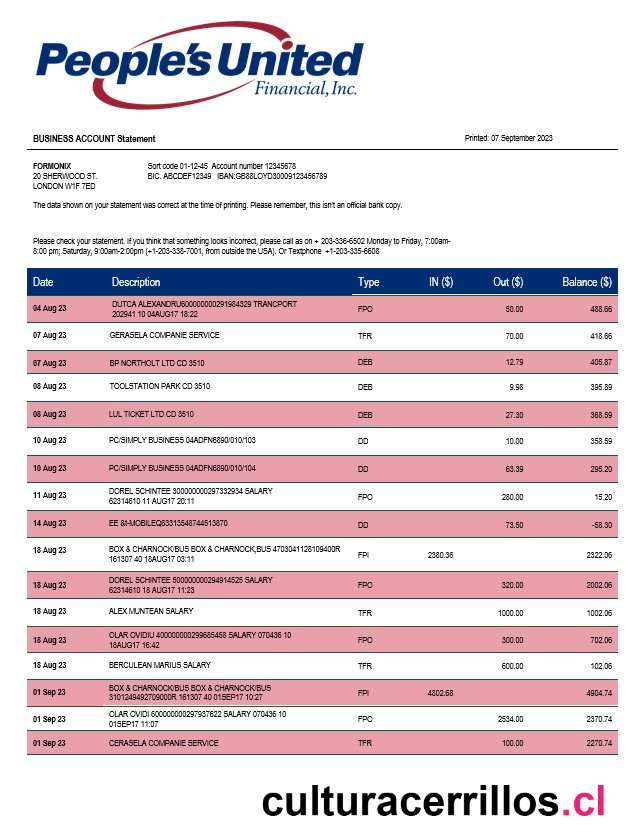 People's United
Financial, Inc.
BUSINESS ACCOUNT Statement Printed: 07 September 2023
FORMONIX Sort code 01-12-45 Account number 12345678
20 SHERWOOD ST. BIC. ABCDEF12349 IBAN:GB88LOYD30009123456789
LONDON W1F 7ED
The data shown on your statement was correct at the time of printing. Please remember, this isn't an official bank copy.
Please check your statement. If you think that something looks incorrect, please call as on + 203-336-6502 Monday to Friday, 7:00am-
8:00 pm; Saturday, 9:00am-2:00pm (+1-203-338-7001, from outside the USA). Or Textphone +1-203-335-6608
Date Description Type IN ($) Out ($) Balance ($)
04 Aug 23 DUTCA ALEXANDRU600000000291984329 TRANCPORT FPO 50.00 488.66
202941 10 04AUG17 18:22
07 Aug 23 GERASELA COMPANIE SERVICE TFR 70.00 418.66
07 Aug 23 BP NORTHOLT LTD CD 3510 DEB 12.79 405.87
08 Aug 23 TOOLSTATION PARK CD 3510 DEB 9.98 395.89
08 Aug 23 LUL TICKET LTD CD 3510 DEB 27.30 368.59
10 Aug 23 PC/SIMPLY BUSINESS 04ADFN6890/010/103 DD 10.00 358.59
10 Aug 23 PC/SIMPLY BUSINESS 04ADFN6890/010/104 DD 63.39 295.20
11 Aug 23 DOREL SCHINTEE 300000000297332934 SALARY FPO 280.00 15.20
62314610 11 AUG17 20:11
14 Aug 23 EE &t-MOBILEQ63313548744513870 DD 73.50 -58.30
18 Aug 23 BOX & CHARNOCK/BUS BOX & CHARNOCK,BUS 4703041128109400R FPI 2380.36 2322.06
161307 40 18AUG17 03:11
18 Aug 23 DOREL SCHINTEE 500000000294914525 SALARY FPO 320.00 2002.06
62314610 18 AUG17 11:23
18 Aug 23 ALEX MUNTEAN SALARY TFR 1000.00 1002.06
18 Aug 23 OLAR OVIDIU 400000000299685458 SALARY 070436 10 FPO 300.00 702.06
18AUG17 16:42
18 Aug 23 BERCULEAN MARIUS SALARY TFR 600.00 102.06
01 Sep 23 BOX & CHARNOCK/BUS BOX & CHARNOCK/BUS FPI 4802.68 4904.74
3101249492709000R 161307 40 01SEP17 10:27
01 Sep 23 OLAR OVIDI 600000000297937622 SALARY 070436 10 FPO 2534.00 2370.74
01SEP17 11:07
01 Sep 23 CERASELA COMPANIE SERVICE TFR 100.00 2270.74
culturacerrillos.cl